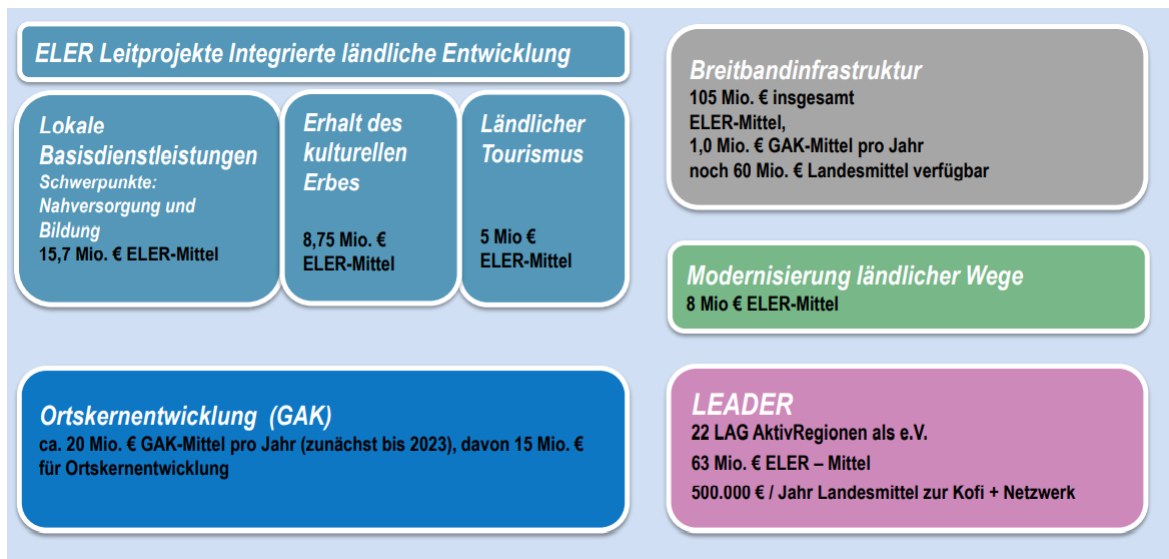 ELER Leitprojekte Integrierte ländliche Entwicklung
Lokale
Basisdienstleistungen
Schwerpunkte:
Nahversorgung und
Bildung
15,7 Mio. € ELER-Mittel
Erhalt des
kulturellen
Erbes
8,75 Mio. €
ELER-Mittel
Ländlicher
Tourismus
5 Mio €
ELER-Mittel
Ortskernentwicklung (GAK)
ca. 20 Mio. € GAK-Mittel pro Jahr (zunächst bis 2023), davon 15 Mio. €
für Ortskernentwicklung
Breitbandinfrastruktur
105 Mio. € insgesamt
ELER-Mittel,
1,0 Mio. € GAK-Mittel pro Jahr
noch 60 Mio. € Landesmittel verfügbar
Modernisierung ländlicher Wege
8 Mio € ELER-Mittel
LEADER
22 LAG AktivRegionen als e.V.
63 Mio. € ELER – Mittel
500.000 € / Jahr Landesmittel zur Kofi + Netzwerk